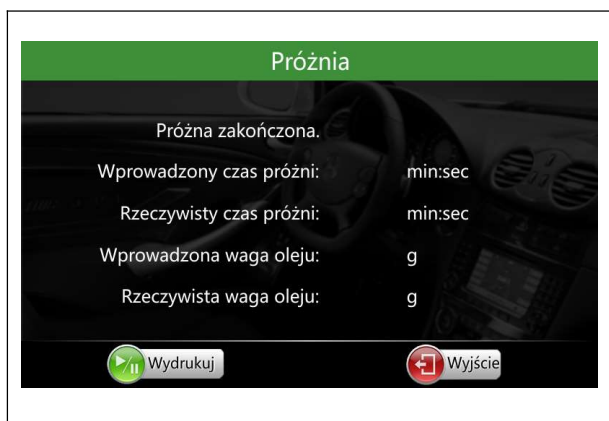 Próżnia
Próżna zakończona.
Wprowadzony czas próżni: min:sec
Rzeczywisty czas próżni: min:sec
Wprowadzona waga oleju: g
Rzeczywista waga oleju: g
Wydrukuj Wyjście